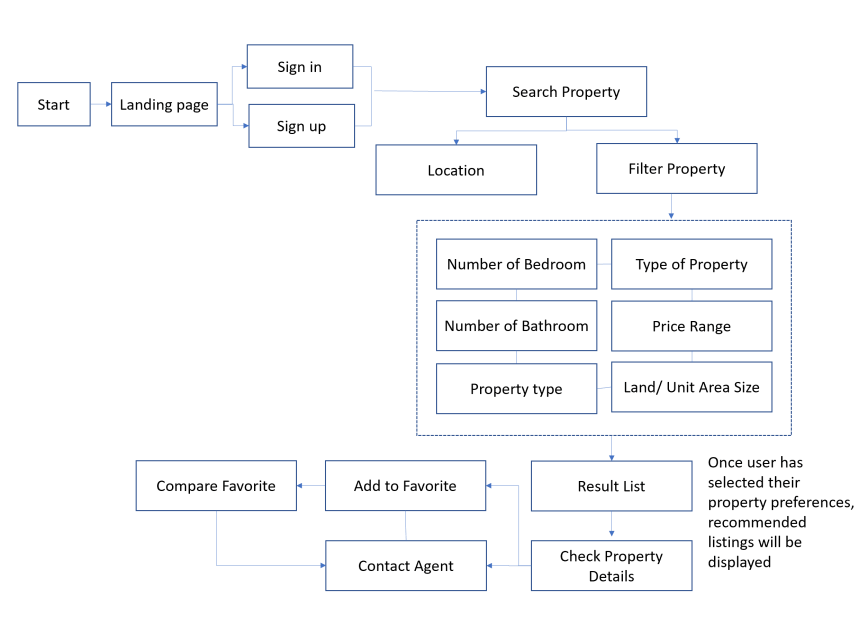 Sign in
Start
Landing page
Sign up
Search Property
Location
Filter Property
Number of Bedroom
Type of Property
Number of Bathroom
Price Range
Property type
Land/ Unit Area Size
Compare Favorite
Add to Favorite
Result List
Once user has
selected their
property preferences,
recommended
listings will be
displayed
Contact Agent
Check Property
Details